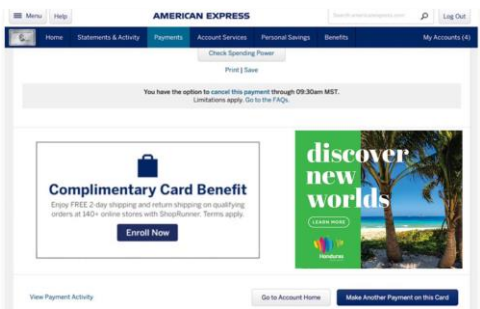 Menu Help AMERICAN EXPRESS Search americanexpress.com Log Out
Home Statements & Activity Payments Account Services Personal Savings Benefits My Accounts (4)
Check Spending Power
Print | Save
You have the option to cancel this payment through 09:30am MST.
Limitations apply. Go to the FAQs.
Complimentary Card Benefit
Enjoy FREE 2-day shipping and return shipping on qualifying
orders at 140+ online stores with ShopRunner. Terms apply.
Enroll Now
discover
new
worlds
LEARN MORE
Honduras
View Payment Activity Go to Account Home Make Another Payment on this Card